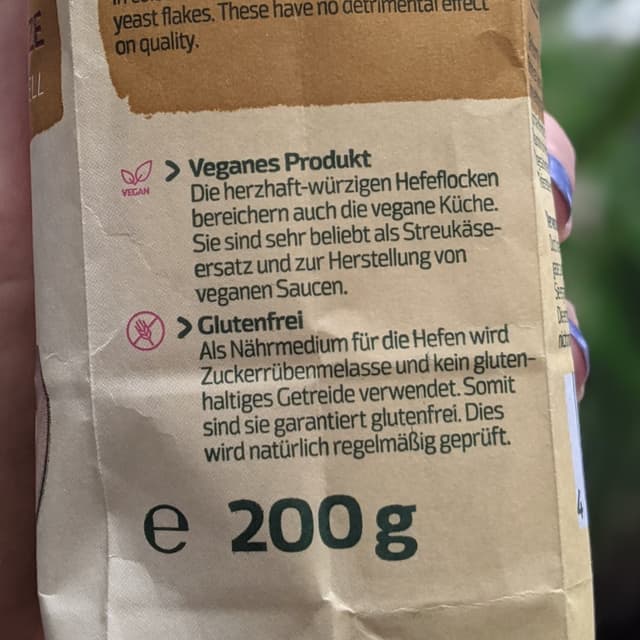 yeast flakes. These have no detrimental effect
on quality.
VEGAN
Veganes Produkt
Die herzhaft-würzigen Hefeflocken
bereichern auch die vegane Küche.
Sie sind sehr beliebt als Streukäse-
ersatz und zur Herstellung von
veganen Saucen.
Glutenfrei
Als Nährmedium für die Hefen wird
Zuckerrübenmelasse und kein gluten-
haltiges Getreide verwendet. Somit
sind sie garantiert glutenfrei. Dies
wird natürlich regelmäßig geprüft.
e 200 g
4